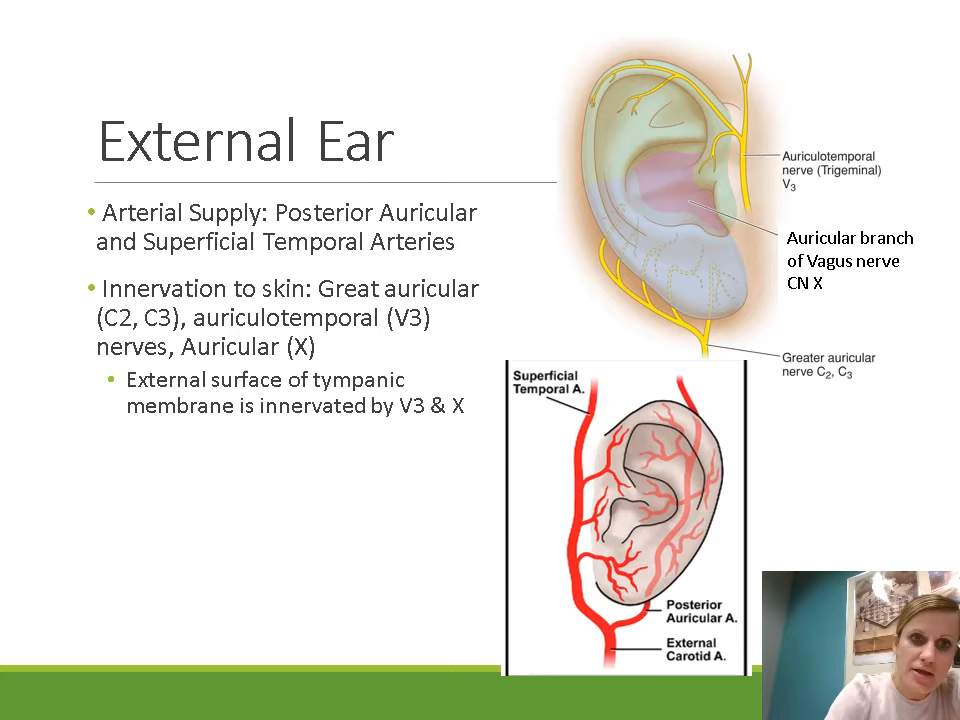 External Ear
• Arterial Supply: Posterior Auricular
and Superficial Temporal Arteries
• Innervation to skin: Great auricular
(C2, C3), auriculotemporal (V3)
nerves, Auricular (X)
• External surface of tympanic
membrane is innervated by V3 & X
Auriculotemporal
nerve (Trigeminal)
V3
Auricular branch
of Vagus nerve
CN X
Greater auricular
nerve C2, C3
Superficial
Temporal A.
Posterior
Auricular A.
External
Carotid A.